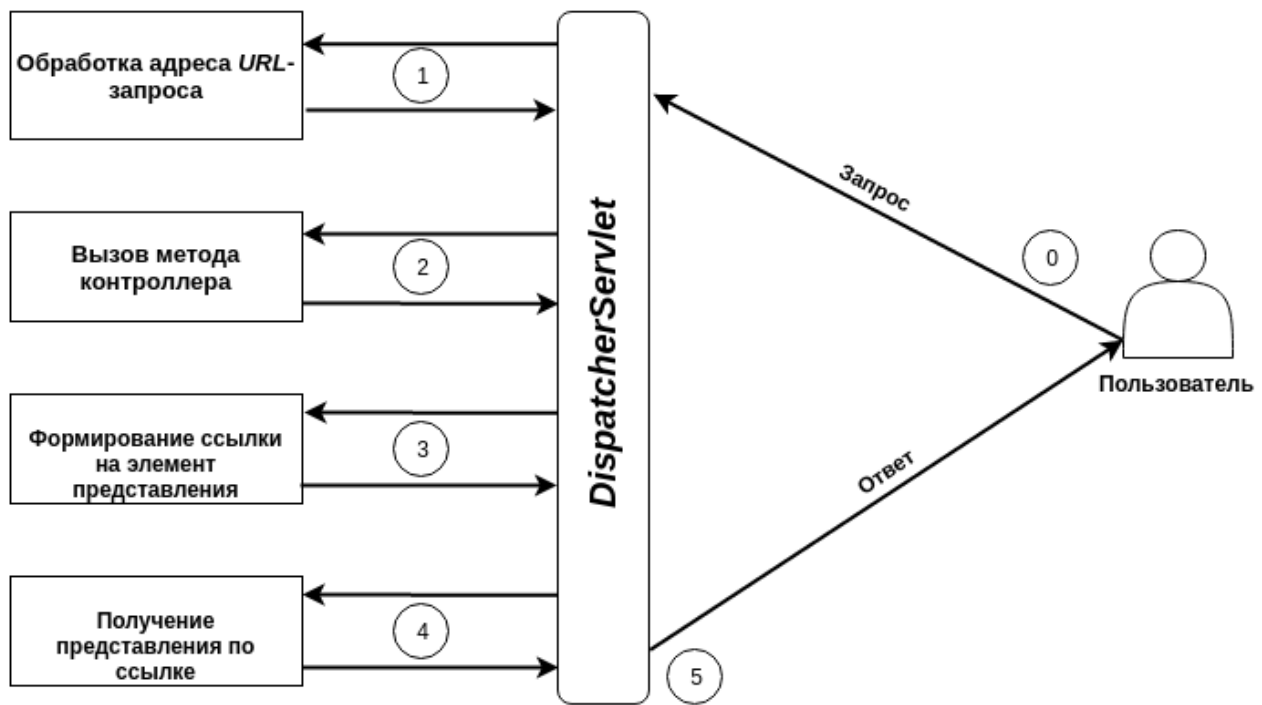 Обработка адреса URL-
запроса
1
Вызов метода
контроллера
2
Формирование ссылки
на элемент
представления
3
Получение
представления по
ссылке
4
DispatcherServlet
Запрос
0
Пользователь
Ответ
5